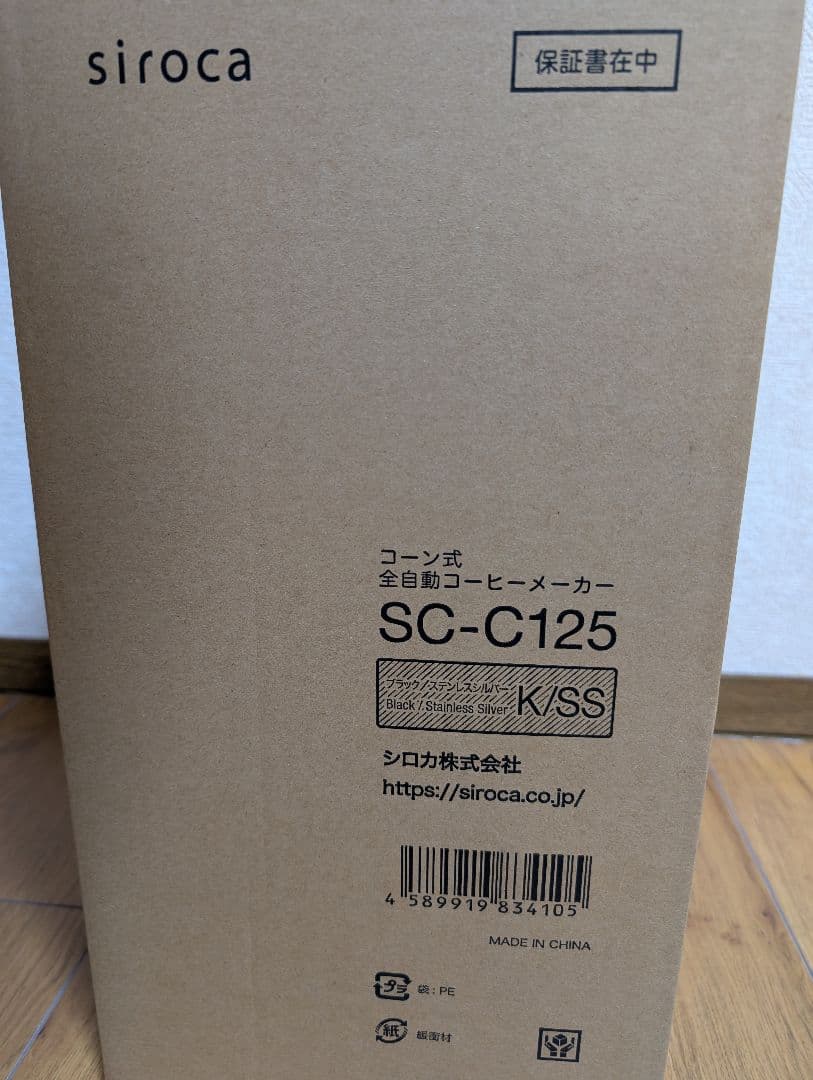 siroca
保証書在中
コーン式
全自動コーヒーメーカー
SC-C125
ブラック/ステンレスシルバー
Black / Stainless Silver
K/SS
シロカ株式会社
https://siroca.co.jp/
4 589919 834105
MADE IN CHINA
プラ 袋:PE
紙 緩衝材